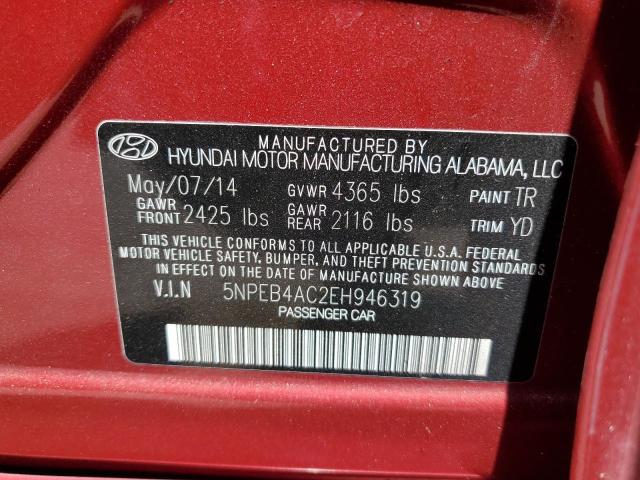 MANUFACTURED BY
HYUNDAI MOTOR MANUFACTURING ALABAMA, LLC
May/07/14 GVWR 4365 lbs PAINT TR
GAWR FRONT 2425 lbs GAWR REAR 2116 lbs TRIM YD
THIS VEHICLE CONFORMS TO ALL APPLICABLE U.S.A. FEDERAL
MOTOR VEHICLE SAFETY, BUMPER, AND THEFT PREVENTION STANDARDS
IN EFFECT ON THE DATE OF MANUFACTURE SHOWN ABOVE.
V.I.N 5NPEB4AC2EH946319
PASSENGER CAR